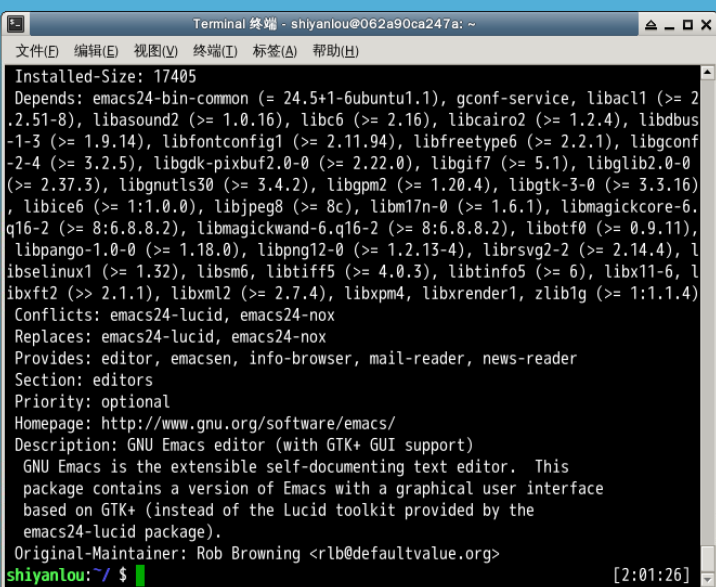 Terminal 终端 - shiyanlou@062a90ca247a: ~
文件(F) 编辑(E) 视图(V) 终端(T) 标签(A) 帮助(H)
Installed-Size: 17405
Depends: emacs24-bin-common (= 24.5+1-6ubuntu1.1), gconf-service, libacl1 (>= 2
.2.51-8), libasound2 (>= 1.0.16), libc6 (>= 2.16), libcairo2 (>= 1.2.4), libdbus
-1-3 (>= 1.9.14), libfontconfig1 (>= 2.11.94), libfreetype6 (>= 2.2.1), libgconf
-2-4 (>= 3.2.5), libgdk-pixbuf2.0-0 (>= 2.22.0), libgif7 (>= 5.1), libglib2.0-0
(>= 2.37.3), libgnutls30 (>= 3.4.2), libgpm2 (>= 1.20.4), libgtk-3-0 (>= 3.3.16)
, libice6 (>= 1:1.0.0), libjpeg8 (>= 8c), libm17n-0 (>= 1.6.1), libmagickcore-6.
q16-2 (>= 8:6.8.8.2), libmagickwand-6.q16-2 (>= 8:6.8.8.2), libotf0 (>= 0.9.11),
libpango-1.0-0 (>= 1.18.0), libpng12-0 (>= 1.2.13-4), librsvg2-2 (>= 2.14.4), l
ibselinux1 (>= 1.32), libsm6, libtiff5 (>= 4.0.3), libtinfo5 (>= 6), libx11-6, l
ibxft2 (>> 2.1.1), libxml2 (>= 2.7.4), libxpm4, libxrender1, zlib1g (>= 1:1.1.4)
Conflicts: emacs24-lucid, emacs24-nox
Replaces: emacs24-lucid, emacs24-nox
Provides: editor, emacsen, info-browser, mail-reader, news-reader
Section: editors
Priority: optional
Homepage: http://www.gnu.org/software/emacs/
Description: GNU Emacs editor (with GTK+ GUI support)
GNU Emacs is the extensible self-documenting text editor.  This
package contains a version of Emacs with a graphical user interface
based on GTK+ (instead of the Lucid toolkit provided by the
emacs24-lucid package).
Original-Maintainer: Rob Browning <rlb@defaultvalue.org>
shiyanlou:~/ $ [2:01:26]